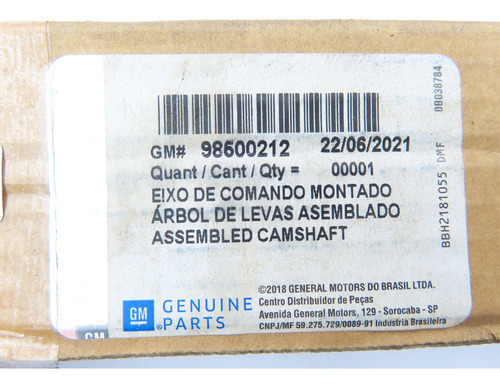 GM# 98500212 22/06/2021
Quant / Cant / Qty = 00001
EIXO DE COMANDO MONTADO
ÁRBOL DE LEVAS ASEMBLADO
ASSEMBLED CAMSHAFT
BBH2181055 DMF 0B038784
©2018 GENERAL MOTORS DO BRASIL LTDA.
Centro Distribuidor de Peças
Avenida General Motors, 129 - Sorocaba - SP
CNPJ/MF 59.275.729/0089-91 Indústria Brasileira
GM GENUINE
PARTS
GM